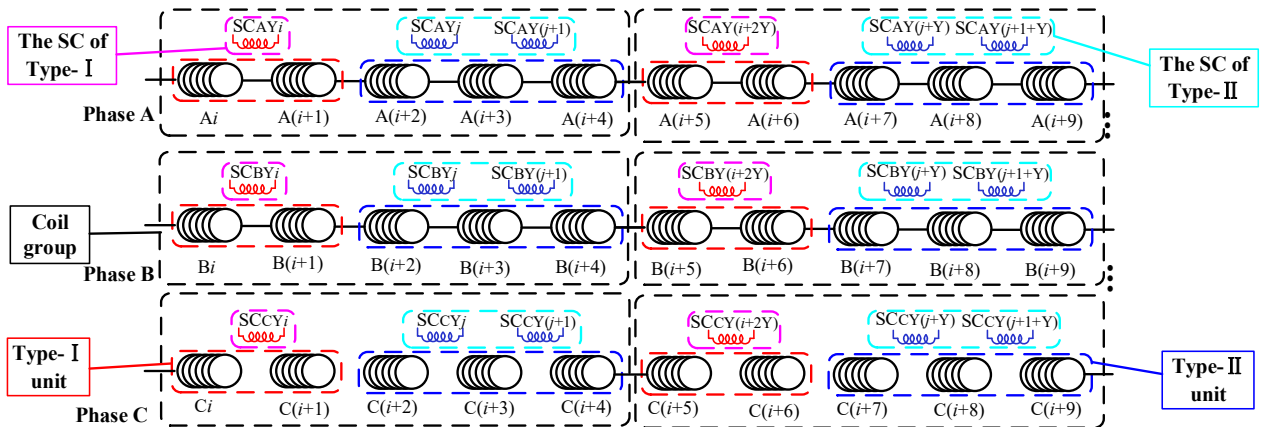 SCAYi SCAYj SCAY(j+1) SCAY(i+2Y) SCAY(j+Y) SCAY(j+1+Y)
The SC of
Type-Ⅰ
The SC of
Type-Ⅱ
Phase A
Ai A(i+1) A(i+2) A(i+3) A(i+4) A(i+5) A(i+6) A(i+7) A(i+8) A(i+9)
SCBYi SCBYj SCBY(j+1) SCBY(i+2Y) SCBY(j+Y) SCBY(j+1+Y)
Coil
group
Phase B
Bi B(i+1) B(i+2) B(i+3) B(i+4) B(i+5) B(i+6) B(i+7) B(i+8) B(i+9)
SCCYi SCCYj SCCY(j+1) SCCY(i+2Y) SCCY(j+Y) SCCY(j+1+Y)
Type-Ⅰ
unit
Type-Ⅱ
unit
Phase C
Ci C(i+1) C(i+2) C(i+3) C(i+4) C(i+5) C(i+6) C(i+7) C(i+8) C(i+9)